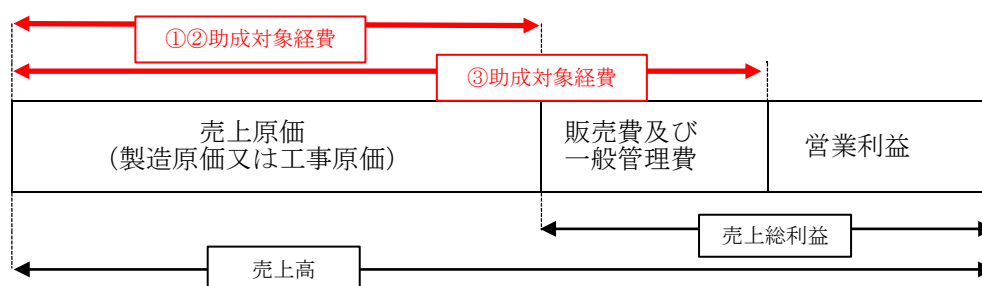 ①②助成対象経費
③助成対象経費
売上原価
(製造原価又は工事原価)
販売費及び
一般管理費
営業利益
売上総利益
売上高